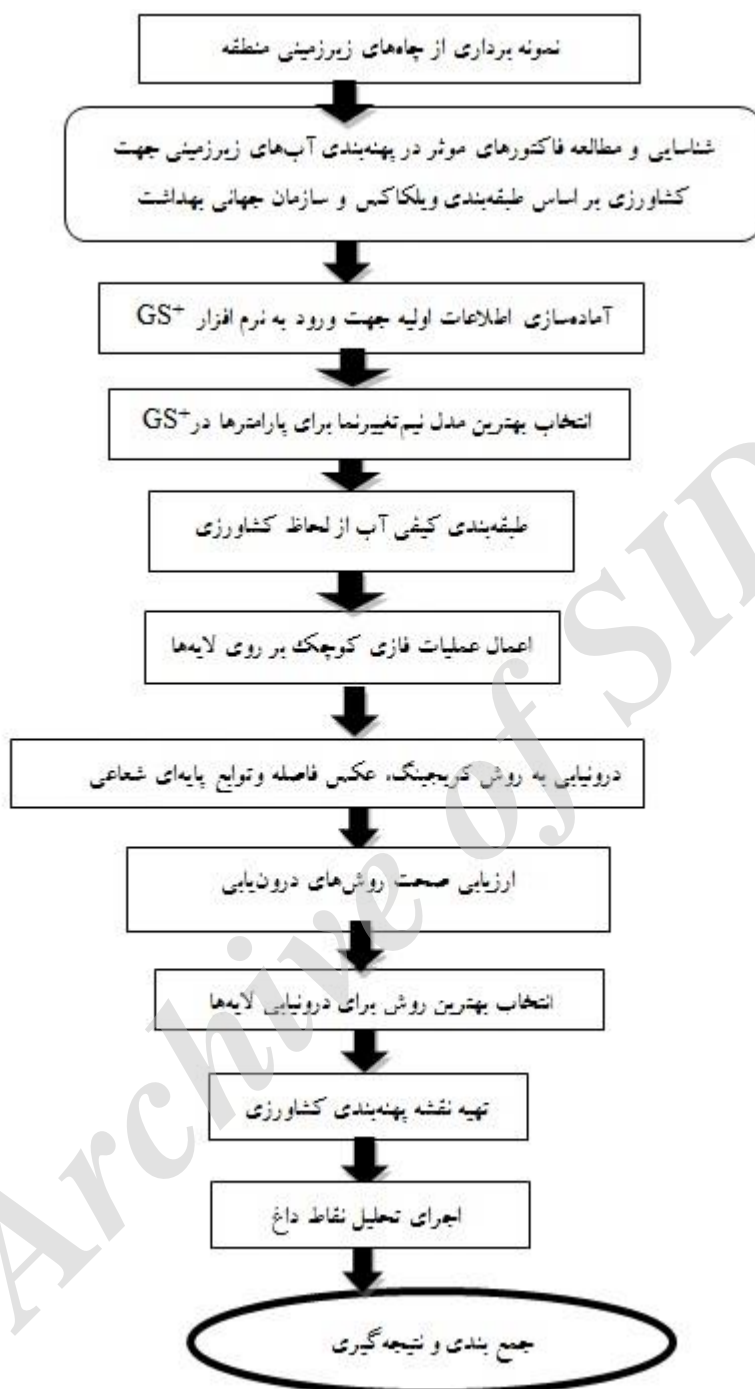 نمونه برداری از چاه‌های زیرزمینی منطقه
شناسایی و مطالعه فاکتورهای موثر در پهنه‌بندی آب‌های زیرزمینی جهت
کشاورزی بر اساس طبقه‌بندی ویلکاکس و سازمان جهانی بهداشت
آماده‌سازی اطلاعات اولیه جهت ورود به نرم افزار GS+
انتخاب بهترین مدل نیم‌تغییرنما برای پارامترها در GS+
طبقه‌بندی کیفی آب از لحاظ کشاورزی
اعمال عملیات فازی کوچک بر روی لایه‌ها
درونیابی به روش کریجینگ، عکس فاصله وتوابع پایه‌ای شعاعی
ارزیابی صحت روش‌های درون‌یابی
انتخاب بهترین روش برای درونیابی لایه‌ها
تهیه نقشه پهنه‌بندی کشاورزی
اجرای تحلیل نقاط داغ
جمع بندی و نتیجه‌گیری
Archive of SID